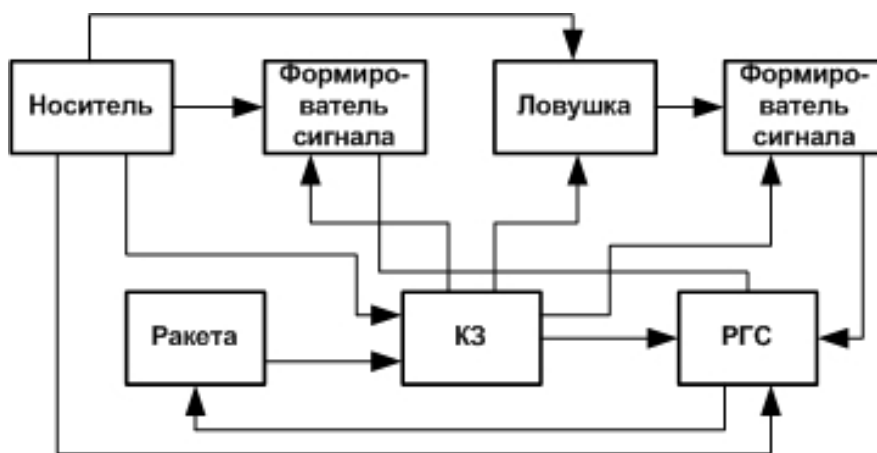 Носитель
Формиро-
ватель
сигнала
Ловушка
Формиро-
ватель
сигнала
Ракета
КЗ
РГС